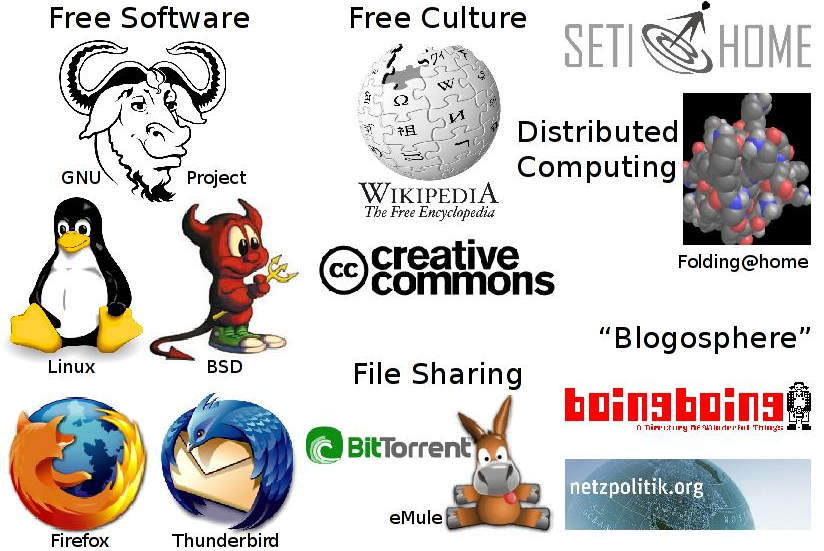 Free Software
GNU Project
Linux
BSD
Firefox
Thunderbird
Free Culture
Ω
W
И
WIKIPEDIA
The Free Encyclopedia
cc creative
commons
File Sharing
BitTorrent
eMule
SETI HOME
Distributed
Computing
Folding@home
“Blogosphere”
boingboing
A Directory of Wonderful Things
netzpolitik.org